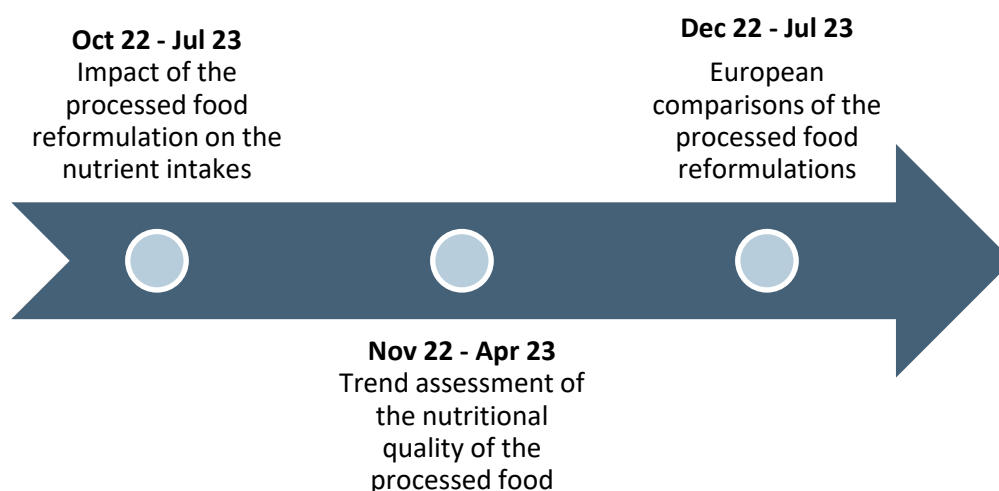 Oct 22 - Jul 23
Impact of the
processed food
reformulation on the
nutrient intakes
Nov 22 - Apr 23
Trend assessment of
the nutritional
quality of the
processed food
Dec 22 - Jul 23
European
comparisons of the
processed food
reformulations